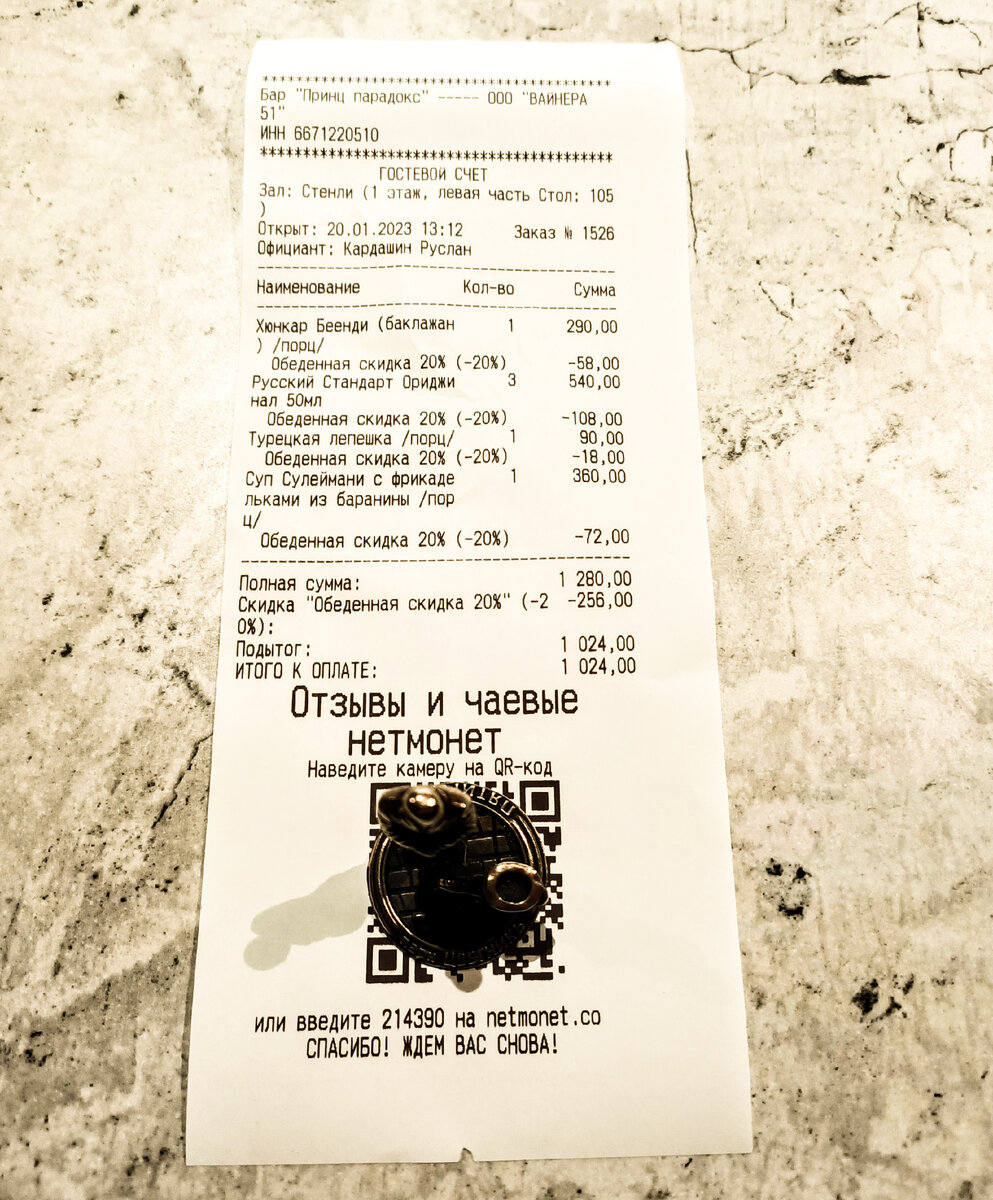 ****************************************
Бар "Принц парадокс" ----- ООО "ВАЙНЕРА
51"
ИНН 6671220510
****************************************
ГОСТЕВОЙ СЧЕТ
Зал: Стенли (1 этаж, левая часть Стол: 105
)
Открыт: 20.01.2023 13:12 Заказ № 1526
Официант: Кардашин Руслан
Наименование Кол-во Сумма
Хюнкар Беенди (баклажан 1 290,00
) /порц/
Обеденная скидка 20% (-20%) -58,00
Русский Стандарт Ориджи 3 540,00
нал 50мл
Обеденная скидка 20% (-20%) -108,00
Турецкая лепешка /порц/ 1 90,00
Обеденная скидка 20% (-20%) -18,00
Суп Сулеймани с фрикаде 1 360,00
льками из баранины /пор
ц/
Обеденная скидка 20% (-20%) -72,00
Полная сумма: 1 280,00
Скидка "Обеденная скидка 20%" (-2 -256,00
0%):
Подытог: 1 024,00
ИТОГО К ОПЛАТЕ: 1 024,00
Отзывы и чаевые
нетмонет
Наведите камеру на QR-код
или введите 214390 на netmonet.co
СПАСИБО! ЖДЕМ ВАС СНОВА!